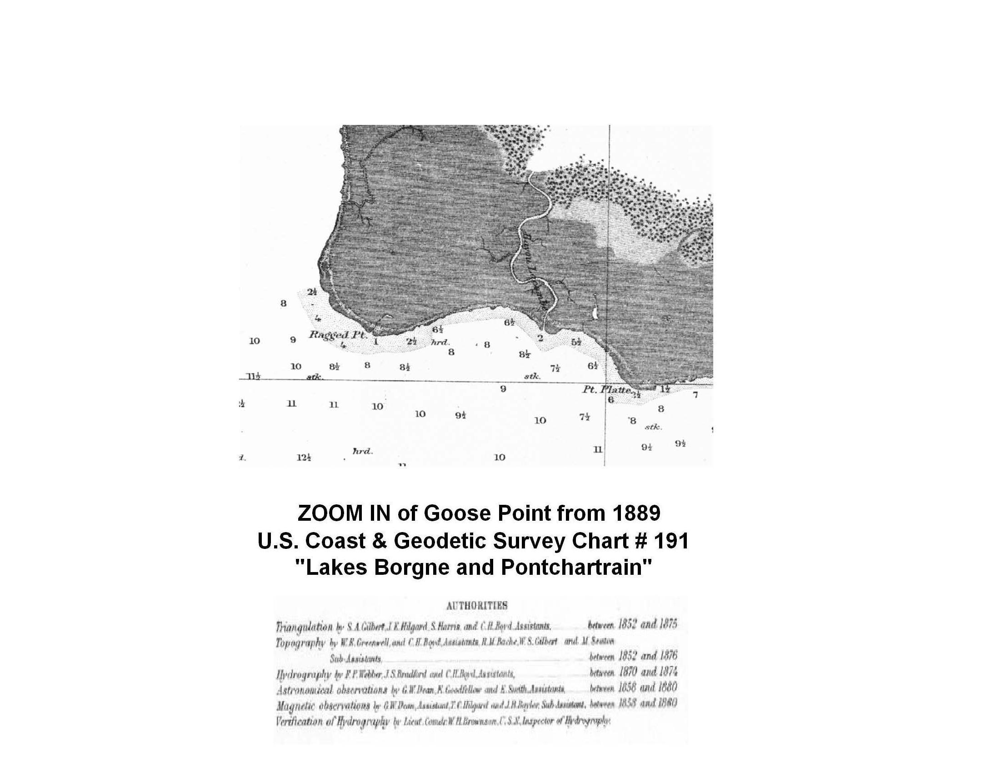 2½
8
4
6½
6½
Ragged Pt.
10
9
4
1
2½
hrd.
8
8
2
5½
8½
10
8½
8
8½
7½
6½
11½
stk.
stk.
9
Pt. Platte
2½
1½
7
6
11
11
10
8
10
9½
10
7½
8
stk.
11
9½
9½
12½
hrd.
10
Bayou
ZOOM IN of Goose Point from 1889
U.S. Coast & Geodetic Survey Chart # 191
"Lakes Borgne and Pontchartrain"
AUTHORITIES
Triangulation by S.A.Gilbert, J.E.Hilgard, S.Harris, and C.H.Boyd Assistants, between 1852 and 1875
Topography by W.E.Greenwell, and C.H.Boyd, Assistants, R.M.Bache, W.S.Gilbert and M. Seaton
Sub-Assistants, between 1852 and 1876
Hydrography by F.P.Webber, J.S.Bradford and C.H.Boyd, Assistants, between 1870 and 1874
Astronomical observations by G.W.Dean, E.Goodfellow and E.Smith, Assistants, between 1858 and 1880
Magnetic observations by G.W.Dean, Assistant, T.C.Hilgard and J.B.Baylor, Sub Assistant, between 1858 and 1880
Verification of Hydrography by Lieut. Comdr. W.H.Brownson, U.S.N., Inspector of Hydrography.